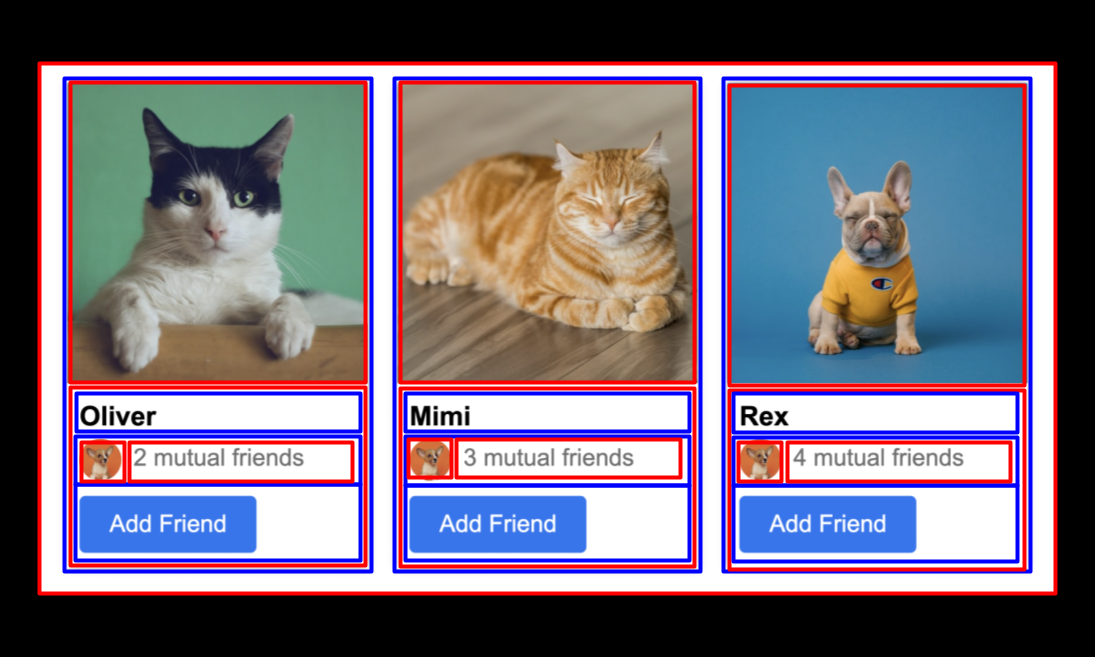 Oliver
2 mutual friends
Add Friend
Mimi
3 mutual friends
Add Friend
Rex
4 mutual friends
Add Friend